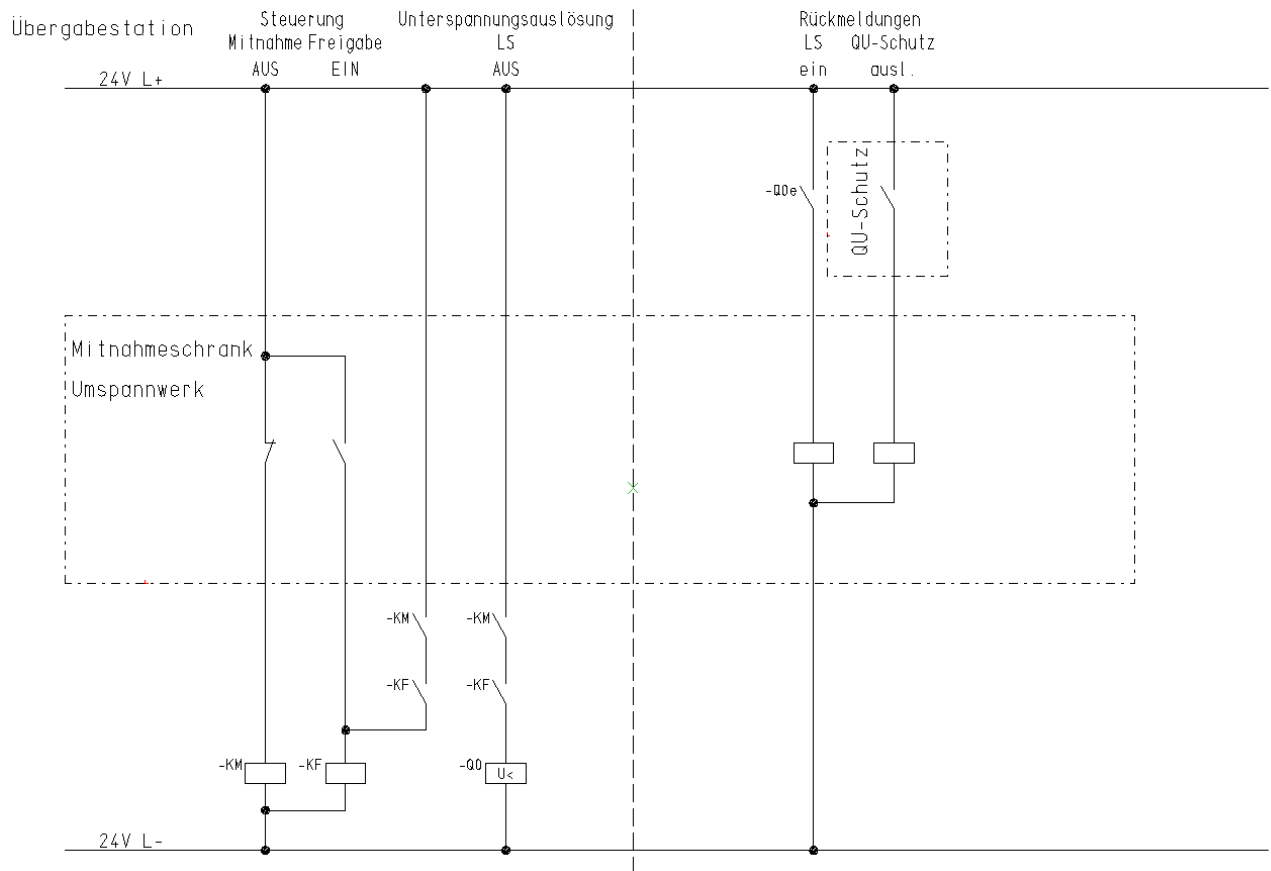 Übergabestation
Steuerung
Mitnahme Freigabe
AUS EIN
Unterspannungsauslösung
LS
AUS
Rückmeldungen
LS QU-Schutz
ein ausl.
24V L+
-Q0e
QU-Schutz
Mitnahmeschrank
Umspannwerk
-KM -KM
-KF -KF
-KM -KF -Q0 U<
24V L-